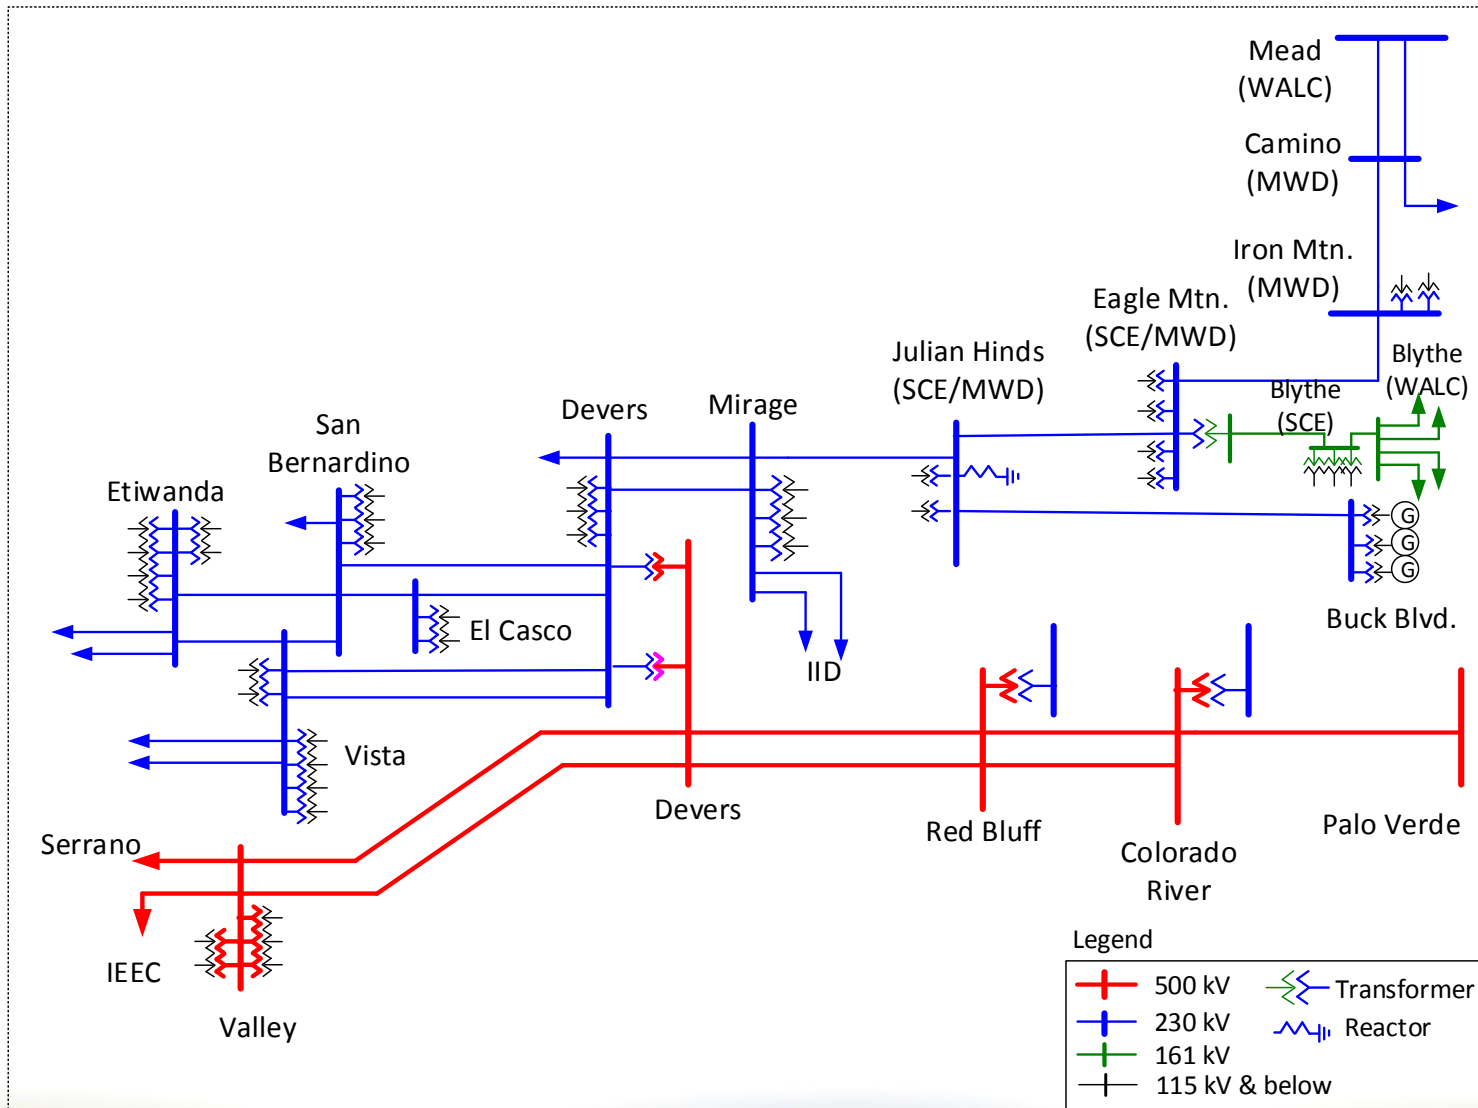 Mead
(WALC)
Camino
(MWD)
Iron Mtn.
(MWD)
Eagle Mtn.
(SCE/MWD)
Julian Hinds
(SCE/MWD)
Blythe
(WALC)
Blythe
(SCE)
Devers
Mirage
San
Bernardino
Etiwanda
G
G
G
Buck Blvd.
El Casco
IID
Vista
Devers
Red Bluff
Colorado
River
Palo Verde
Serrano
IEEC
Valley
Legend
500 kV
Transformer
230 kV
Reactor
161 kV
115 kV & below